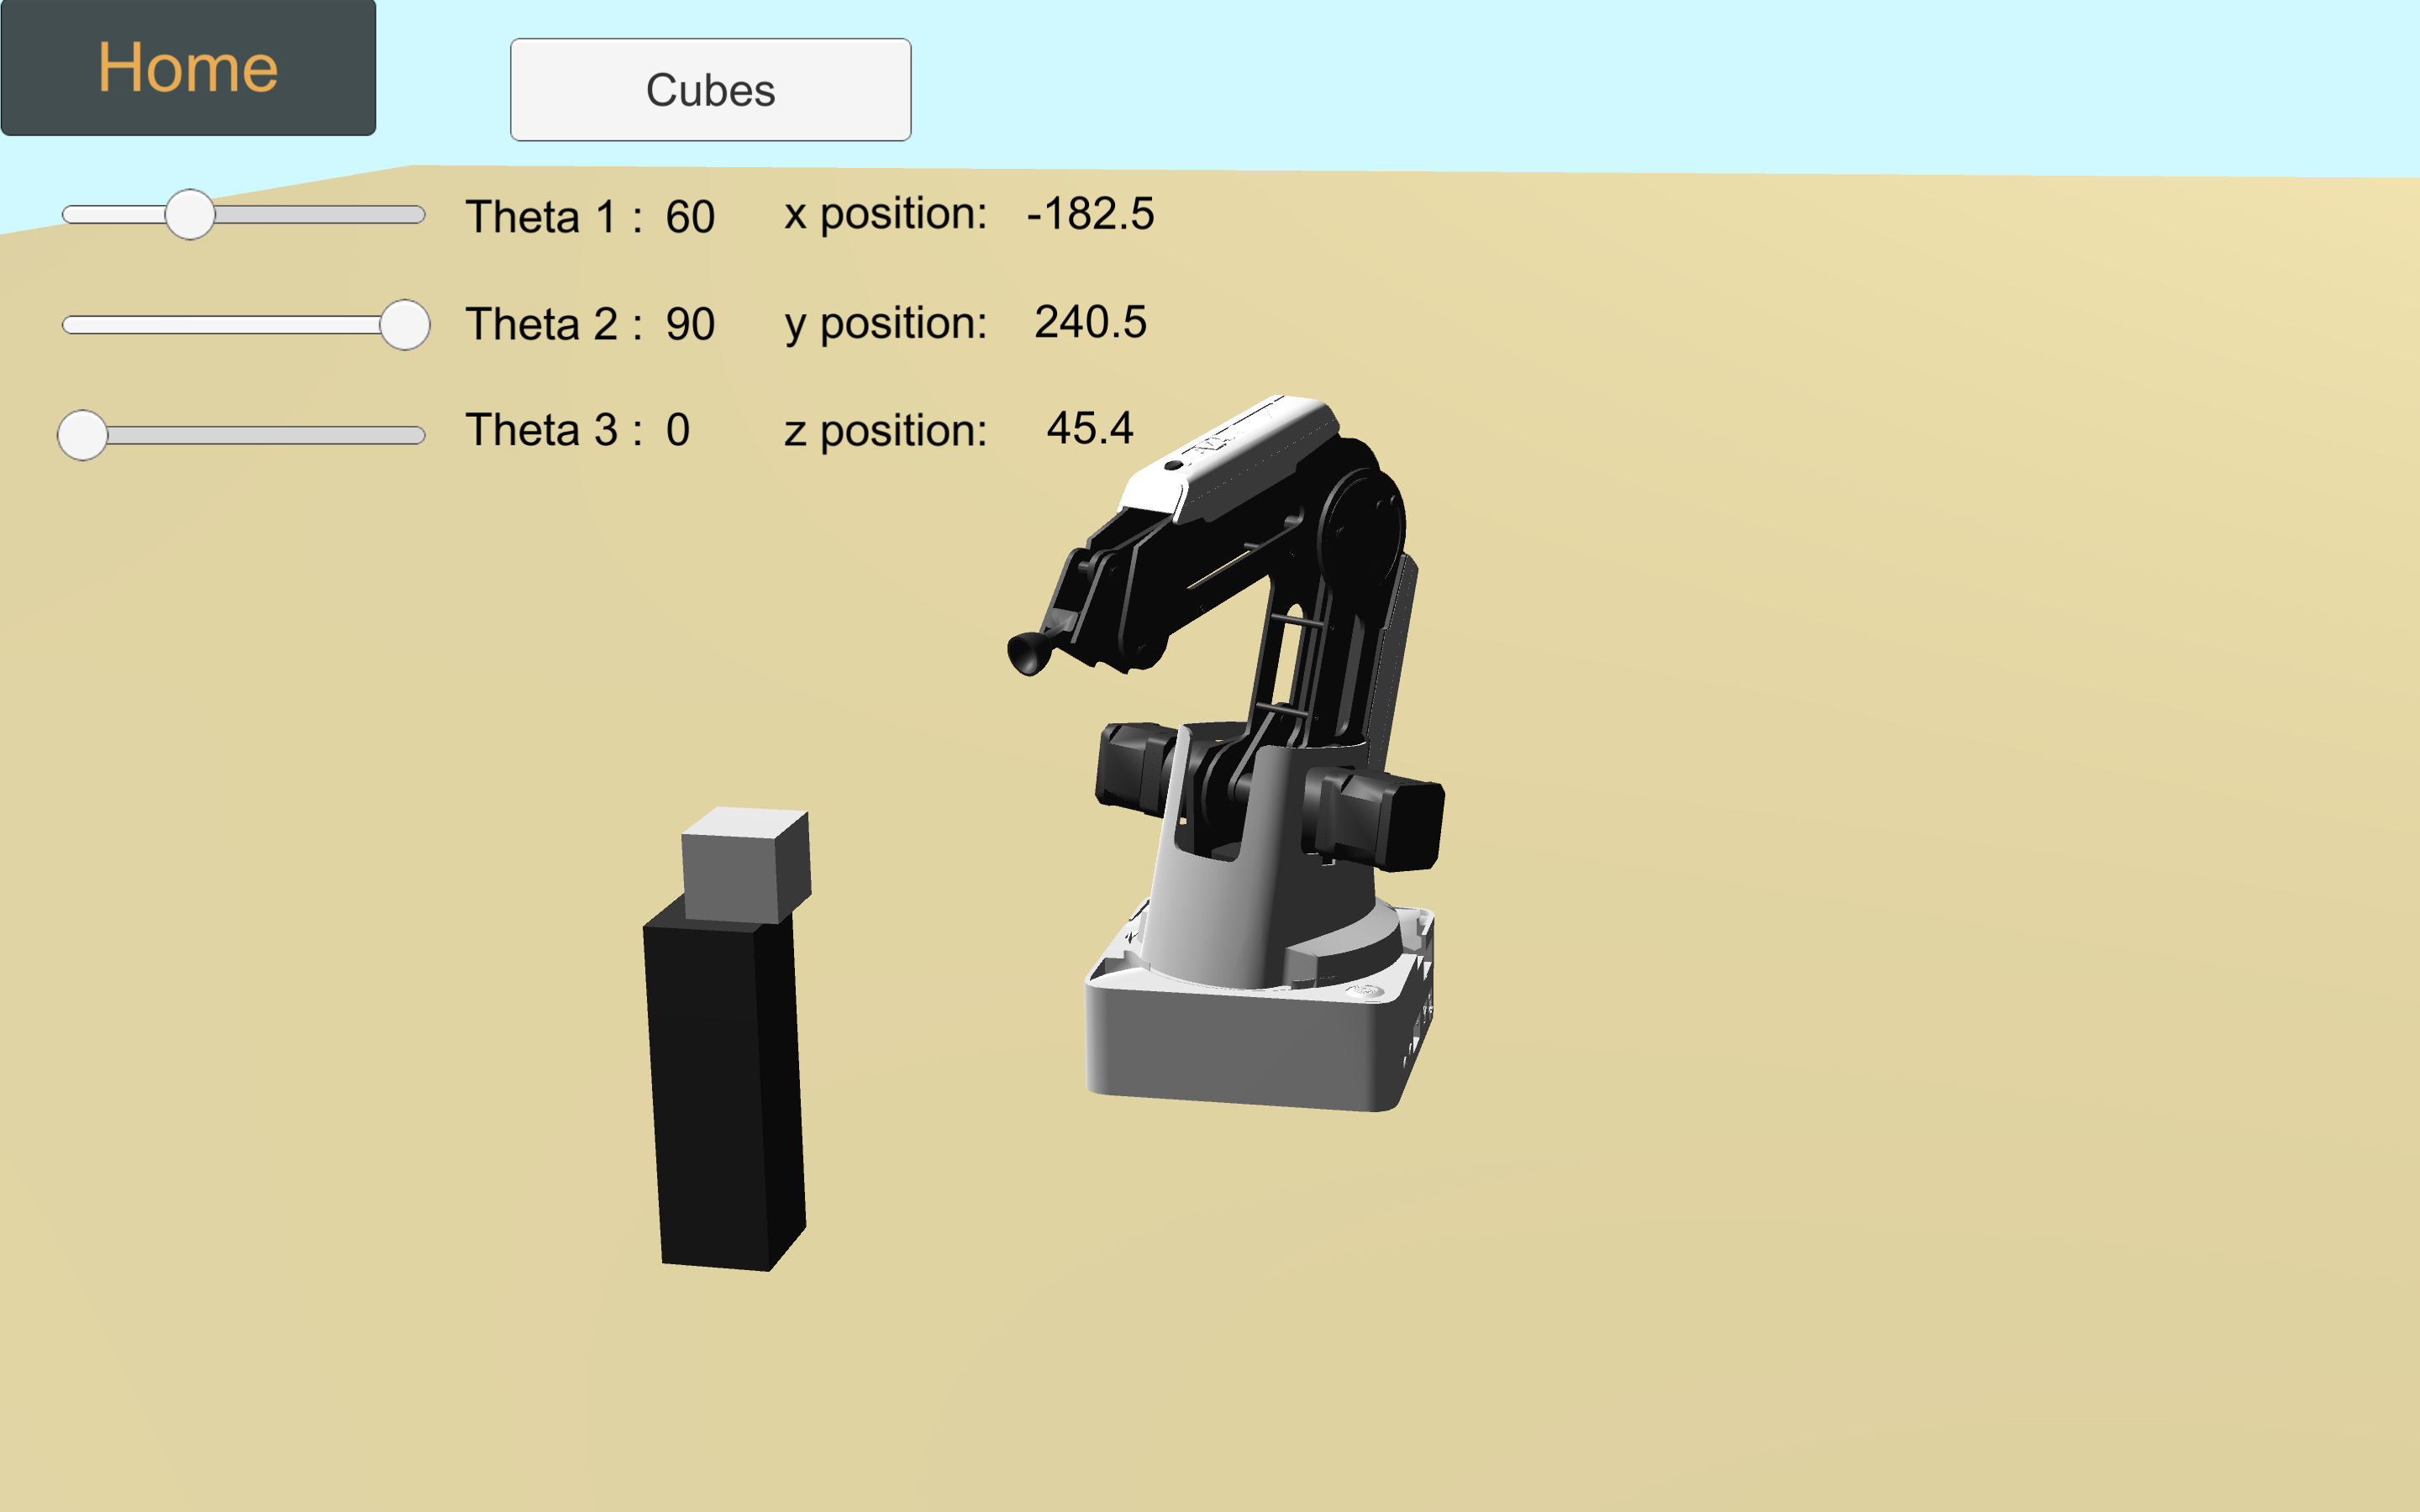 Home
Cubes
Theta 1 : 60 x position: -182.5
Theta 2 : 90 y position: 240.5
Theta 3 : 0 z position: 45.4